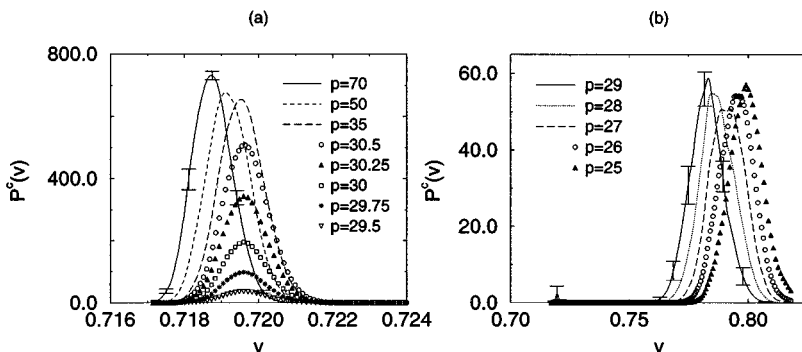 (a)
800.0
400.0
0.0
P^c(v)
0.716 0.718 0.720 0.722 0.724
v
p=70
p=50
p=35
p=30.5
p=30.25
p=30
p=29.75
p=29.5
(b)
60.0
40.0
20.0
0.0
P^c(v)
0.70 0.75 0.80
v
p=29
p=28
p=27
p=26
p=25